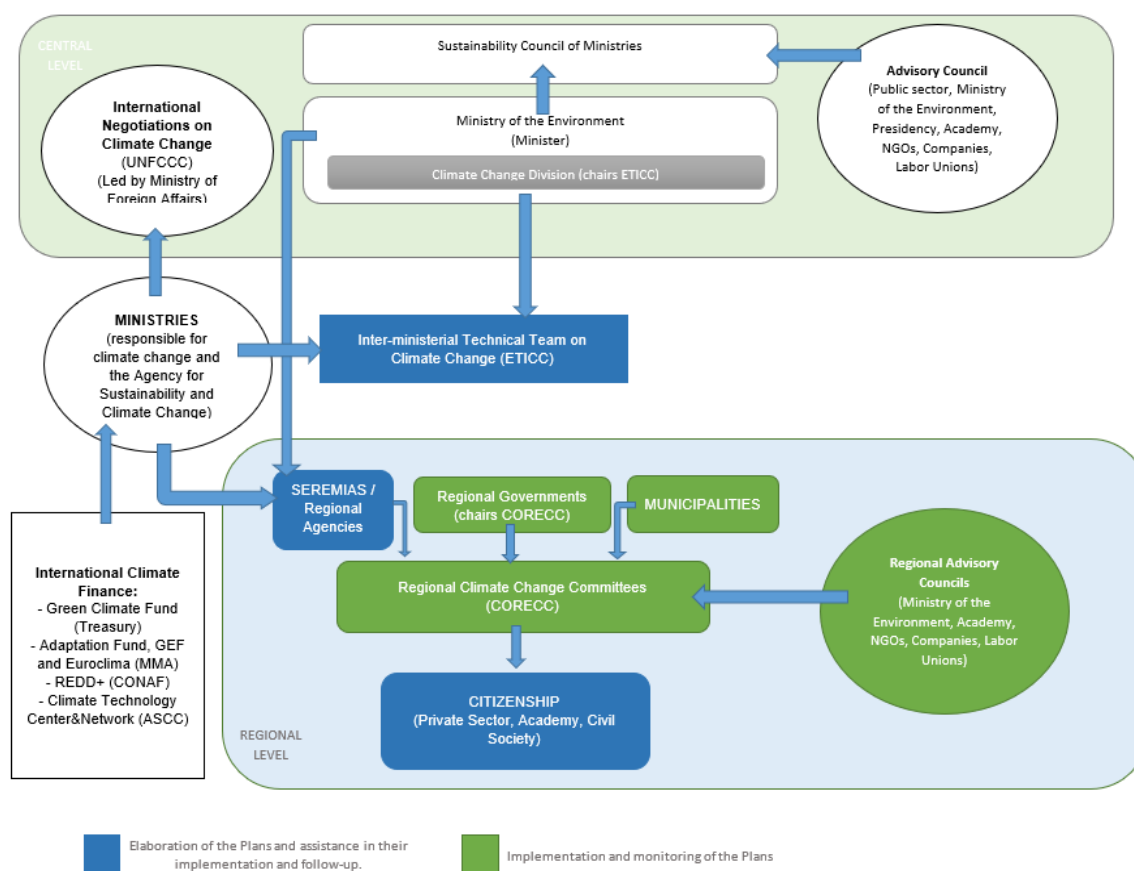 CENTRAL
LEVEL
Sustainability Council of Ministries
Advisory Council
(Public sector, Ministry
of the Environment,
Presidency, Academy,
NGOs, Companies,
Labor Unions)
International
Negotiations on
Climate Change
(UNFCCC)
(Led by Ministry of
Foreign Affairs)
Ministry of the Environment
(Minister)
Climate Change Division (chairs ETICC)
MINISTRIES
(responsible for
climate change and
the Agency for
Sustainability and
Climate Change)
Inter-ministerial Technical Team on
Climate Change (ETICC)
SEREMIAS /
Regional
Agencies
Regional Governments
(chairs CORECC)
MUNICIPALITIES
International Climate
Finance:
- Green Climate Fund
(Treasury)
- Adaptation Fund, GEF
and Euroclima (MMA)
- REDD+ (CONAF)
- Climate Technology
Center&Network (ASCC)
Regional Climate Change Committees
(CORECC)
Regional Advisory
Councils
(Ministry of the
Environment, Academy,
NGOs, Companies, Labor
Unions)
CITIZENSHIP
(Private Sector, Academy, Civil
Society)
REGIONAL
LEVEL
Elaboration of the Plans and assistance in their
implementation and follow-up.
Implementation and monitoring of the Plans